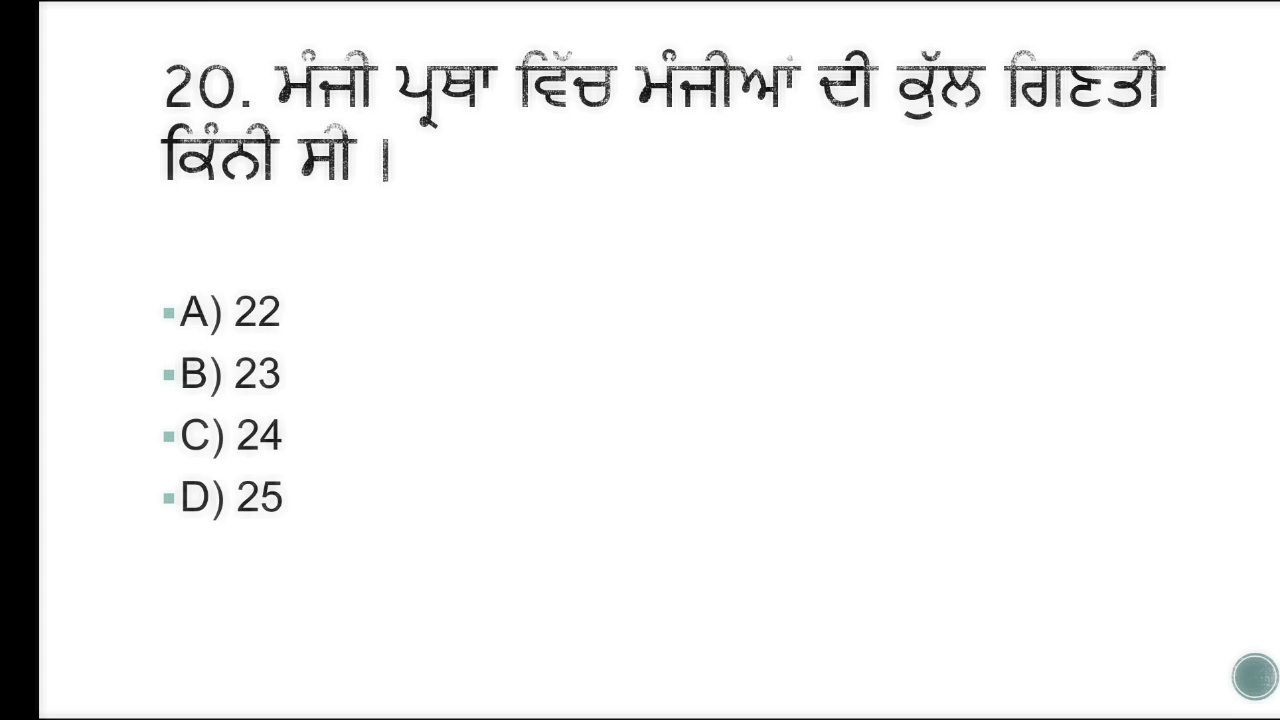 20. ਮੰਜੀ ਪ੍ਰਥਾ ਵਿੱਚ ਮੰਜੀਆਂ ਦੀ ਕੁੱਲ ਗਿਣਤੀ
ਕਿੰਨੀ ਸੀ ।
▪A) 22
▪B) 23
▪C) 24
▪D) 25